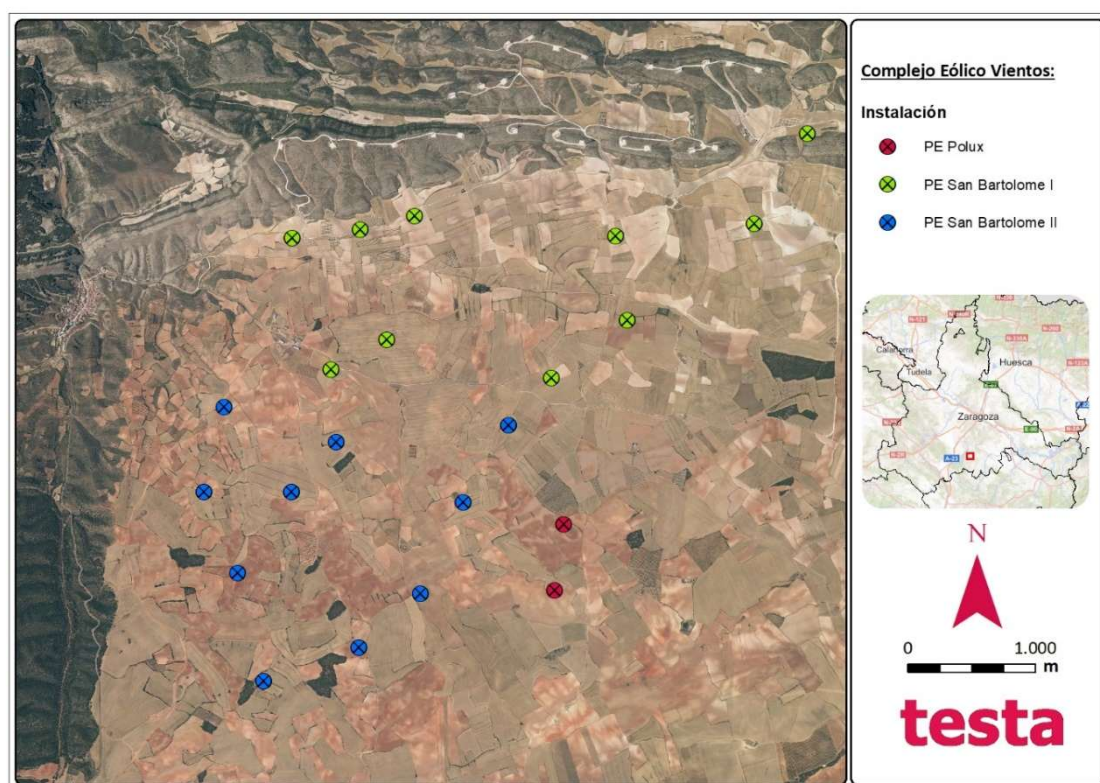 Complejo Eólico Vientos:
Instalación
PE Polux
PE San Bartolome I
PE San Bartolome II
Tudela
Huesca
Zaragoza
A-23
N
0 1.000
m
testa